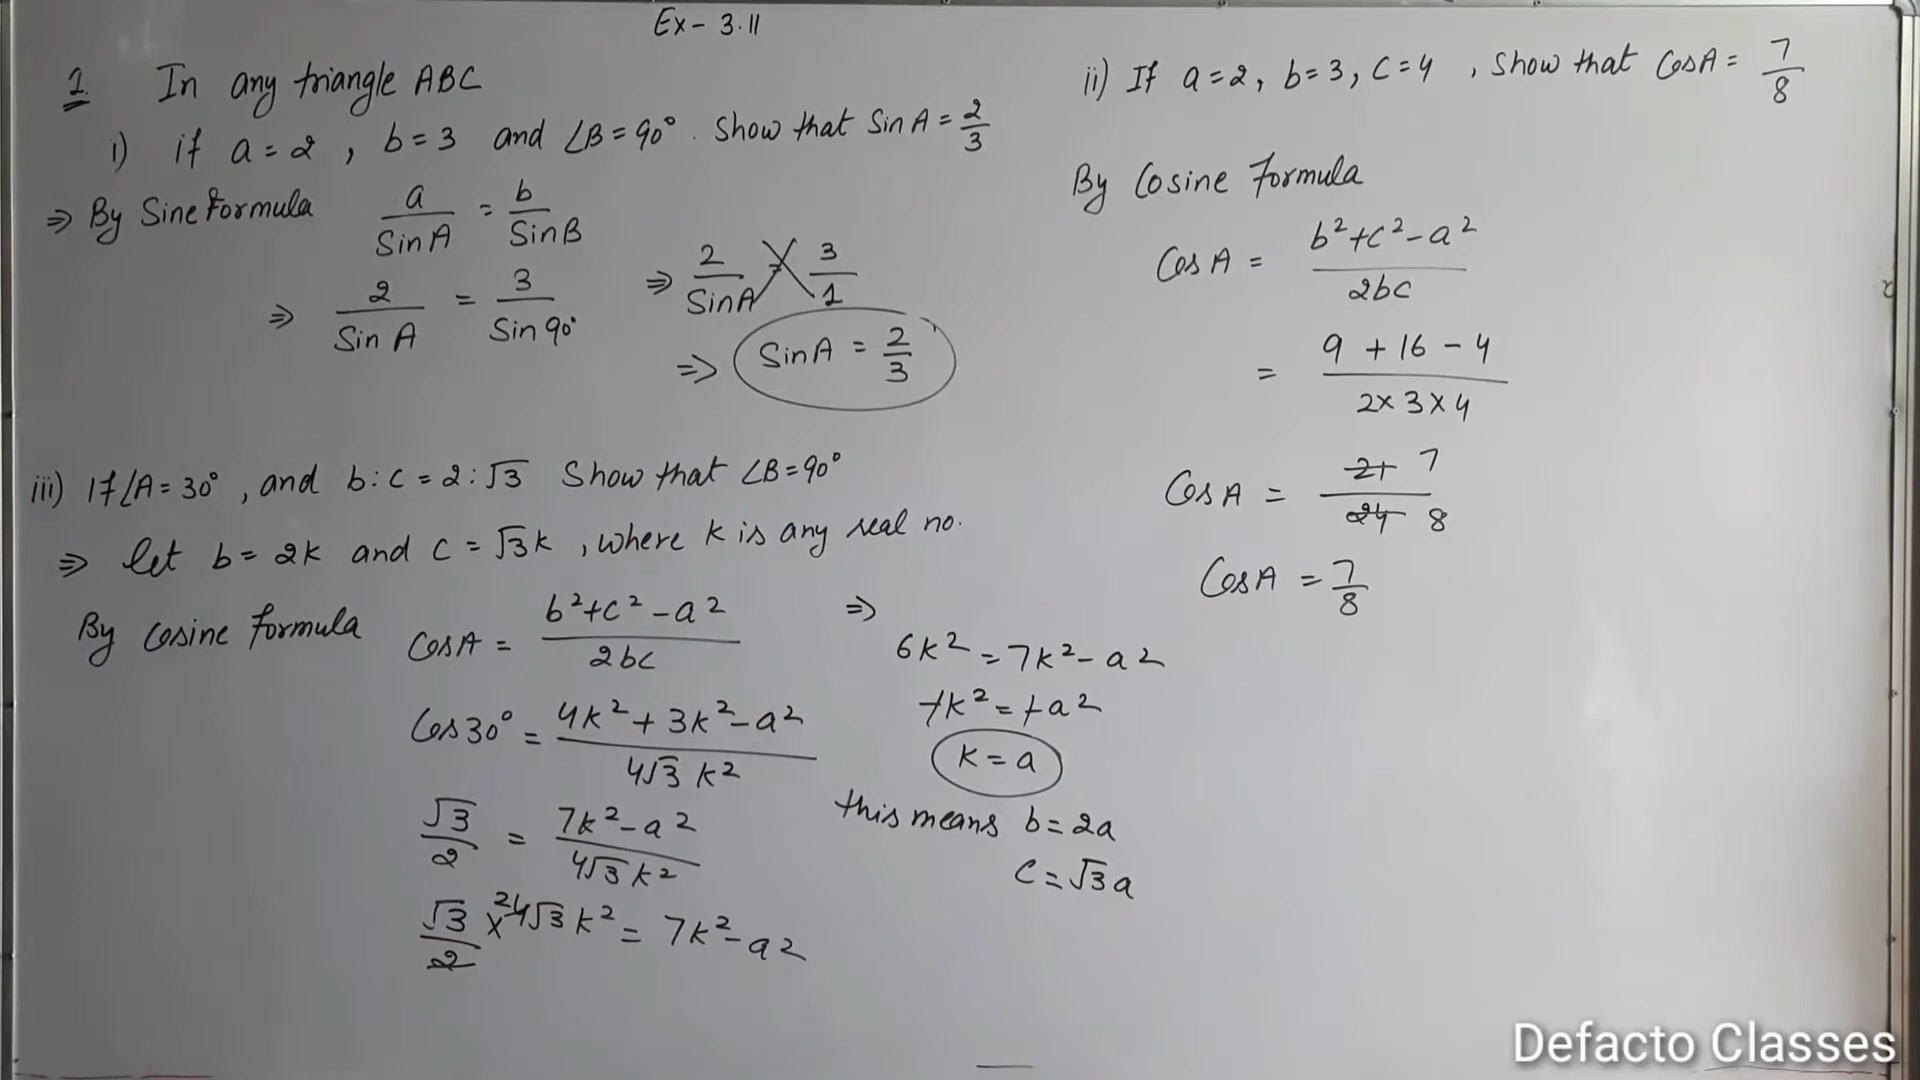 Ex - 3.11
1. In any triangle ABC
i) if a = 2 , b = 3 and ∠B = 90° . Show that Sin A = 2/3
⇒ By Sine Formula a/Sin A = b/Sin B
⇒ 2/Sin A = 3/Sin 90°
⇒ 2/Sin A = 3/1
⇒ Sin A = 2/3
ii) If a = 2, b = 3, C = 4 , Show that Cos A = 7/8
By Cosine Formula
Cos A = b² + c² - a² / 2bc
= 9 + 16 - 4 / 2 x 3 x 4
Cos A = 21 7 / 24 8
Cos A = 7/8
iii) If ∠A = 30° , and b : c = 2 : √3 Show that ∠B = 90°
⇒ let b = 2k and c = √3k , where k is any real no.
By Cosine Formula Cos A = b² + c² - a² / 2bc
Cos 30° = 4k² + 3k² - a² / 4√3 k²
√3/2 = 7k² - a² / 4√3 k²
√3/2 x 2 4√3 k² = 7k² - a²
⇒
6k² = 7k² - a²
-k² = -a²
k = a
this means b = 2a
C = √3a
Defacto Classes